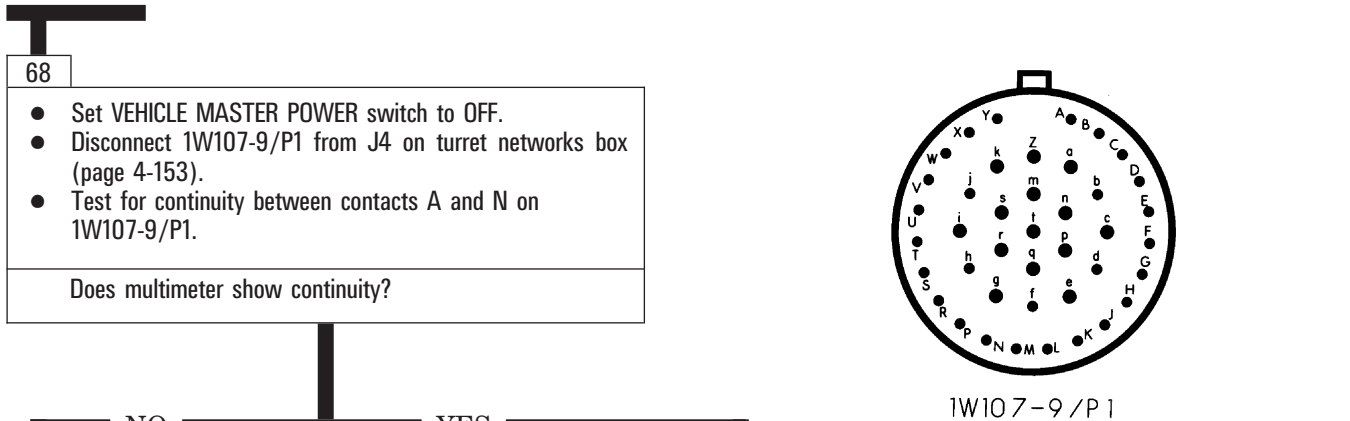 68
● Set VEHICLE MASTER POWER switch to OFF.
● Disconnect 1W107-9/P1 from J4 on turret networks box
(page 4-153).
● Test for continuity between contacts A and N on
1W107-9/P1.
Does multimeter show continuity?
NO YES
Y A B
X C
Z
W k a D
V j m b E
s n
U i t c F
r p
T h q d G
S g f e H
R J
P N M L K
1W107-9/P1